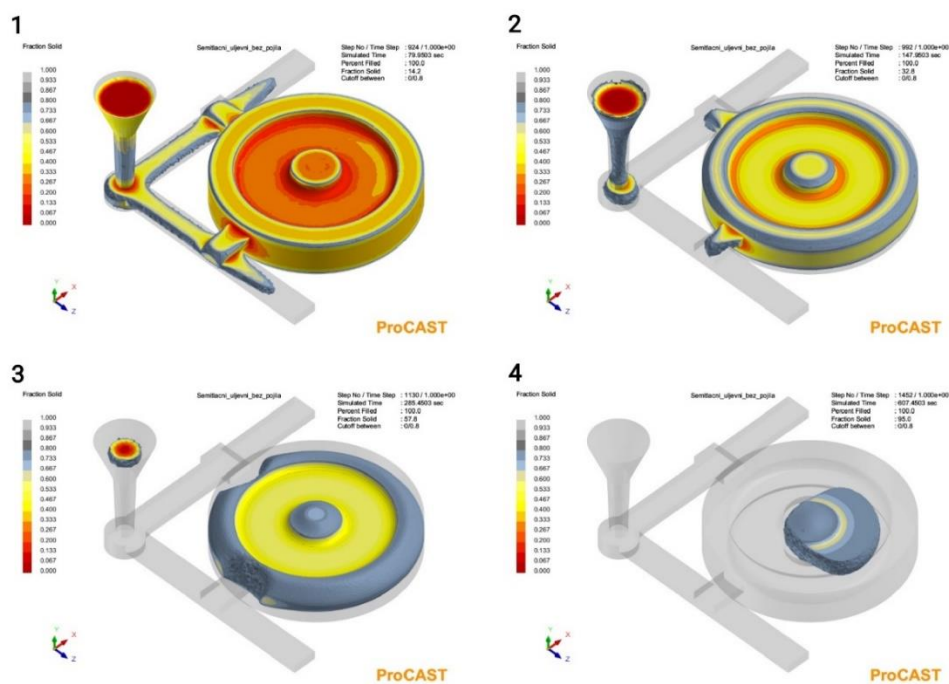 1
Fraction Solid
Semitlacni_uljevni_bez_pojila
Step No / Time Step : 924 / 1.000e+00
Simulated Time : 79.9503 sec
Percent Filled : 100.0
Fraction Solid : 14.2
Cutoff between : 0/0.8
1.000
0.933
0.867
0.800
0.733
0.667
0.600
0.533
0.467
0.400
0.333
0.267
0.200
0.133
0.067
0.000
Y
X
Z
ProCAST
2
Fraction Solid
Semitlacni_uljevni_bez_pojila
Step No / Time Step : 992 / 1.000e+00
Simulated Time : 147.9503 sec
Percent Filled : 100.0
Fraction Solid : 32.8
Cutoff between : 0/0.8
1.000
0.933
0.867
0.800
0.733
0.667
0.600
0.533
0.467
0.400
0.333
0.267
0.200
0.133
0.067
0.000
Y
X
Z
ProCAST
3
Fraction Solid
Semitlacni_uljevni_bez_pojila
Step No / Time Step : 1130 / 1.000e+00
Simulated Time : 285.4503 sec
Percent Filled : 100.0
Fraction Solid : 57.8
Cutoff between : 0/0.8
1.000
0.933
0.867
0.800
0.733
0.667
0.600
0.533
0.467
0.400
0.333
0.267
0.200
0.133
0.067
0.000
Y
X
Z
ProCAST
4
Fraction Solid
Semitlacni_uljevni_bez_pojila
Step No / Time Step : 1452 / 1.000e+00
Simulated Time : 607.4503 sec
Percent Filled : 100.0
Fraction Solid : 95.0
Cutoff between : 0/0.8
1.000
0.933
0.867
0.800
0.733
0.667
0.600
0.533
0.467
0.400
0.333
0.267
0.200
0.133
0.067
0.000
Y
X
Z
ProCAST